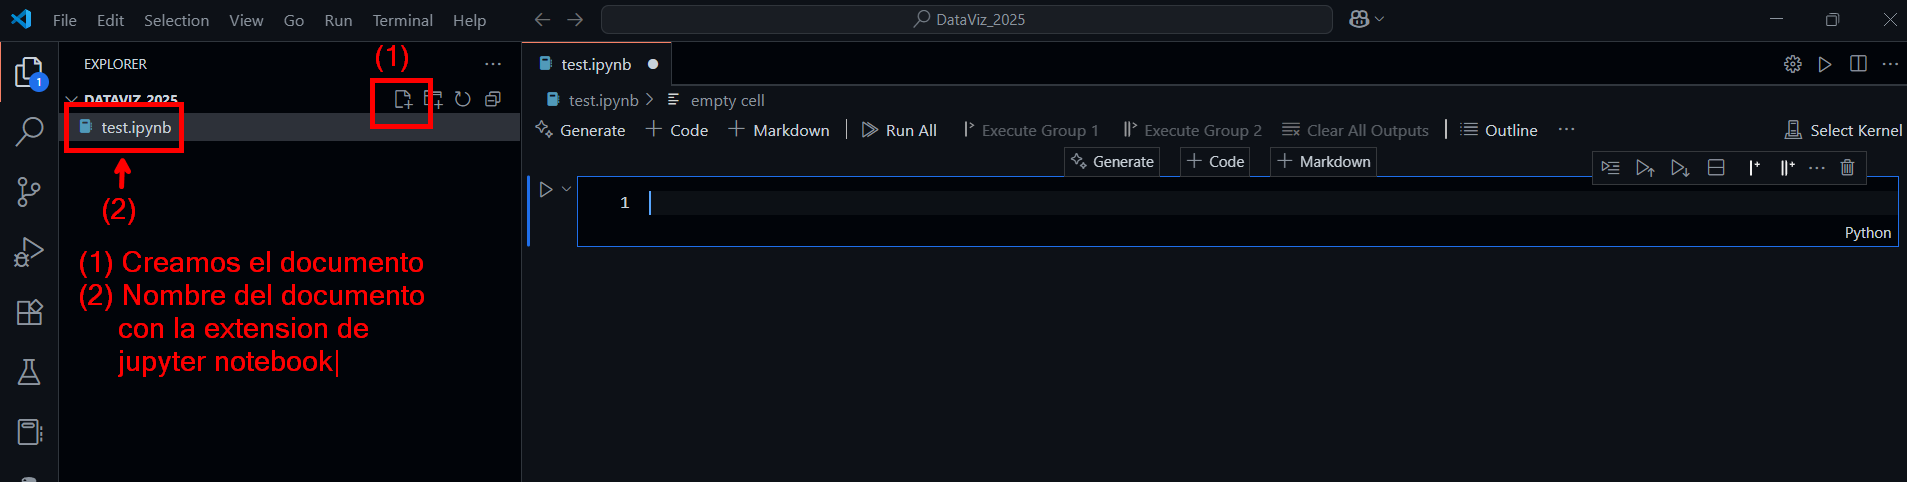 File Edit Selection View Go Run Terminal Help
DataViz_2025
EXPLORER
(1)
test.ipynb
1
DATAVIZ_2025
test.ipynb > empty cell
test.ipynb
Generate + Code + Markdown Run All Execute Group 1 Execute Group 2 Clear All Outputs Outline ... Select Kernel
Generate + Code + Markdown
1
Python
(2)
(1) Creamos el documento
(2) Nombre del documento
con la extension de
jupyter notebook